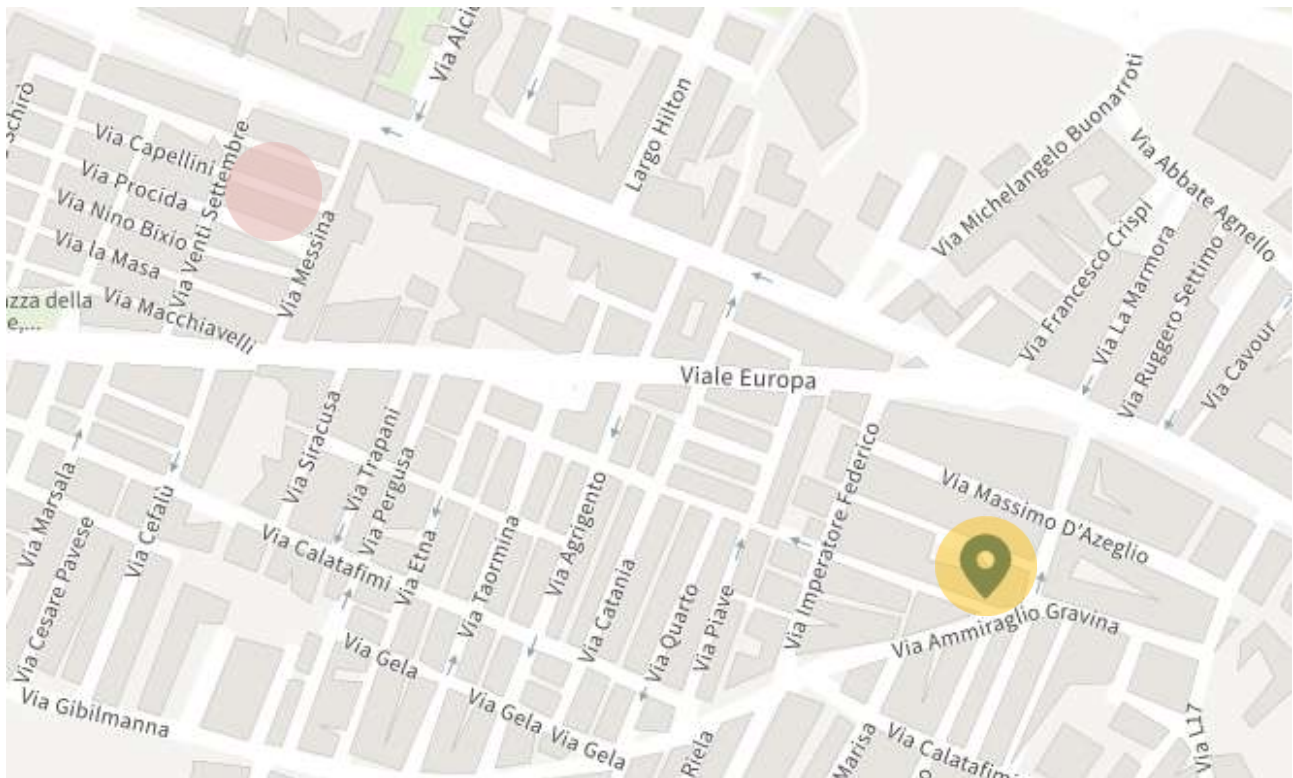 Via Alciu
Via Michelangelo Buonarroti
Largo Hilton
Schirò
Via Capellini
Via Venti Settembre
Via Procida
Via Nino Bixio
Via la Masa
Via Messina
Via Abbate Agnello
Via Francesco Crispi
Via La Marmora
Via Ruggero Settimo
Via Cavour
azza della
e,...
Via Macchiavelli
Viale Europa
Via Siracusa
Via Trapani
Via Pergusa
Via Imperatore Federico
Via Marsala
Via Cefalù
Via Cesare Pavese
Via Massimo D'Azeglio
Via Calatafimi
Via Etna
Via Taormina
Via Agrigento
Via Catania
Via Quarto
Via Piave
Via Ammiraglio Gravina
Via Gela
Via Gibilmanna
Via Gela
Via Gela
Riela
Marisa
Via Calatafimi
Via L17